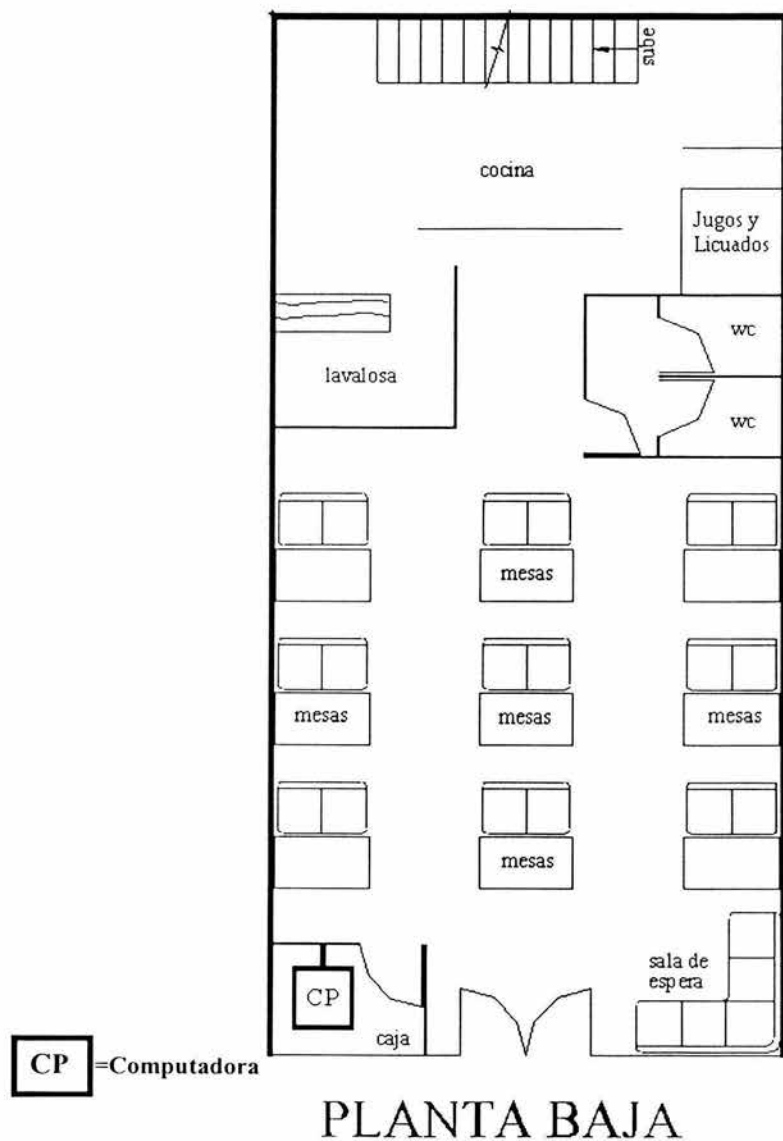 sube
cocina
Jugos y
Licuados
wc
lavalosa
wc
mesas
mesas
mesas
mesas
mesas
sala de
espera
CP
caja
CP =Computadora
PLANTA BAJA